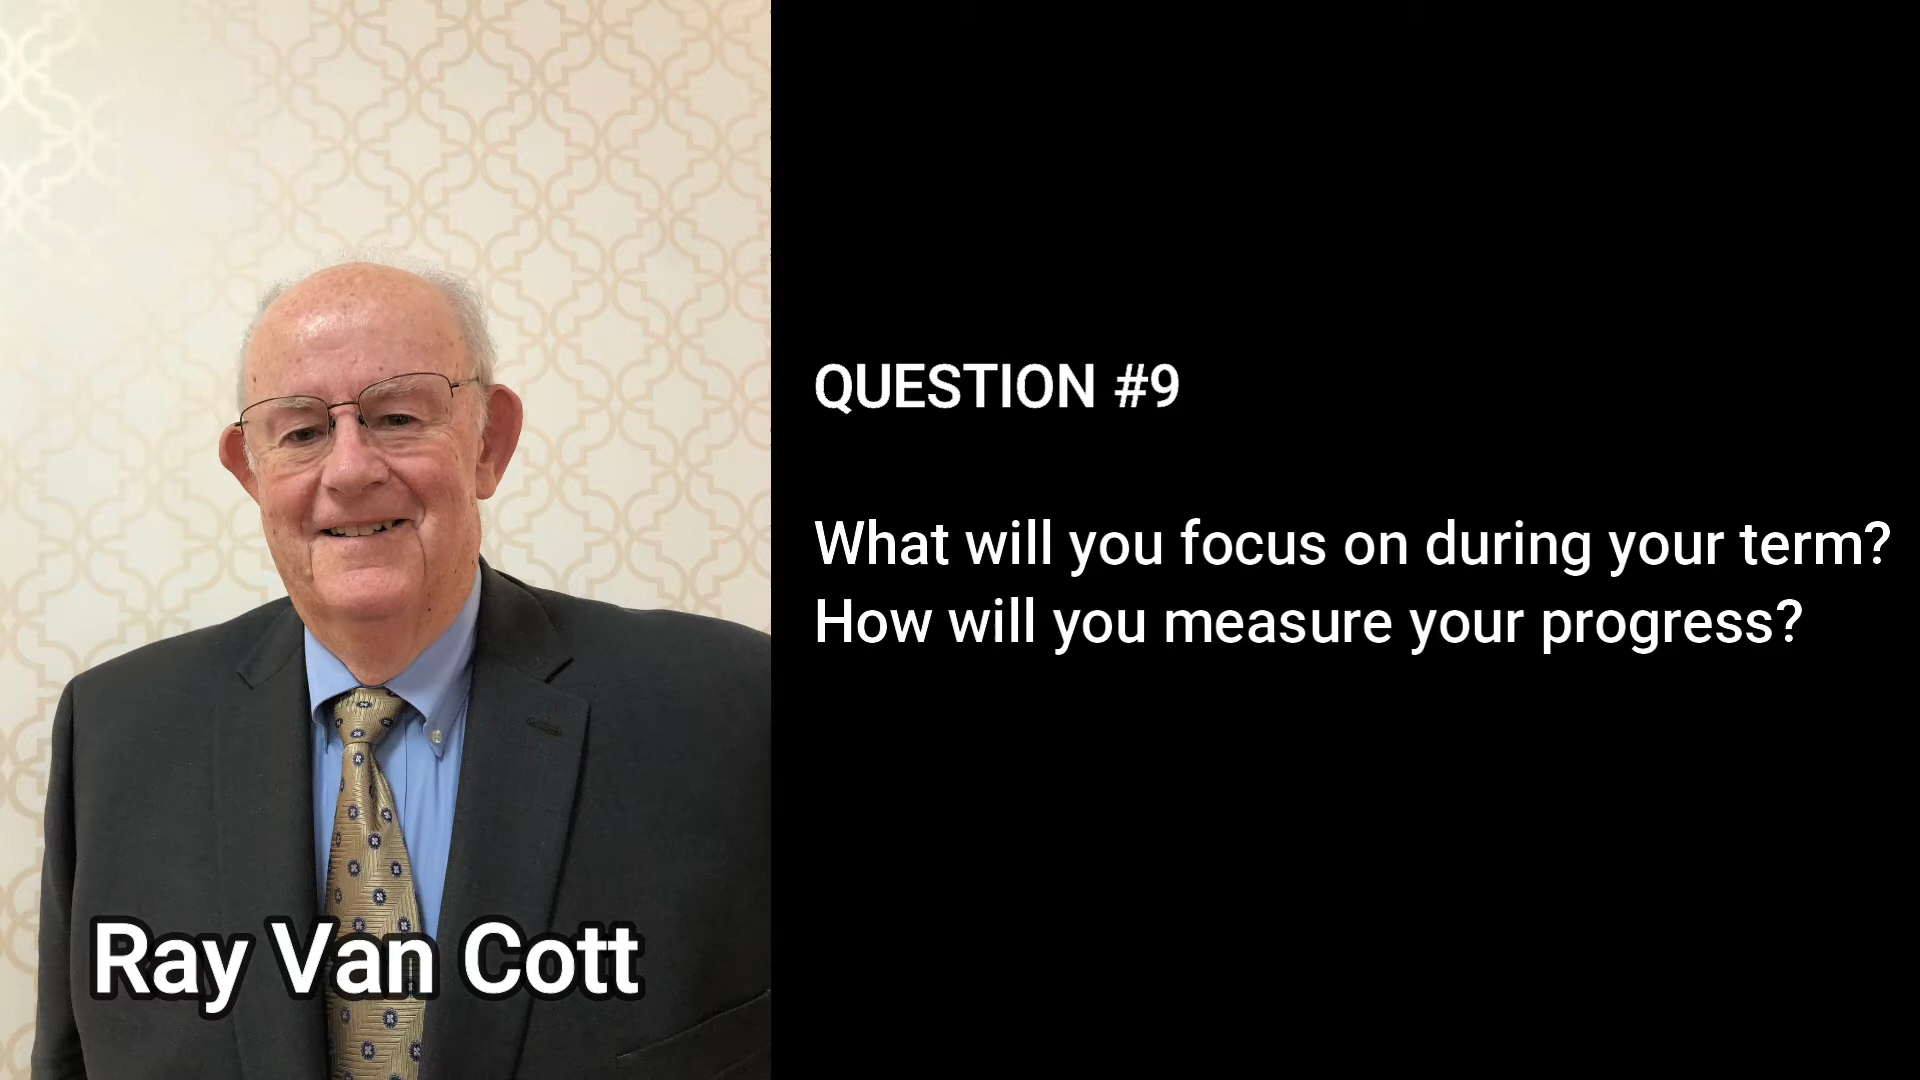 QUESTION #9
What will you focus on during your term?
How will you measure your progress?
Ray Van Cott